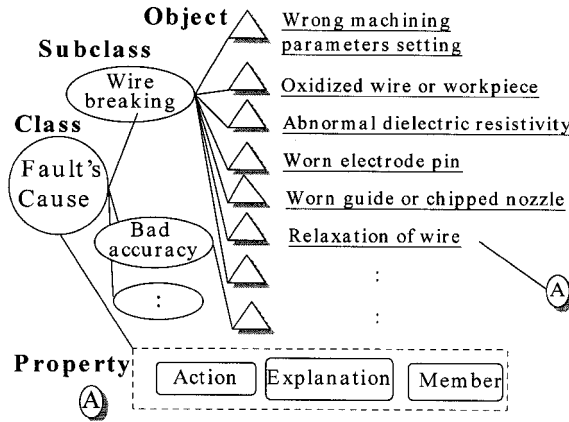 Object
Wrong machining
parameters setting
Subclass
Wire
breaking
Oxidized wire or workpiece
Class
Abnormal dielectric resistivity
Fault's
Cause
Worn electrode pin
Worn guide or chipped nozzle
Bad
accuracy
Relaxation of wire
:
A
:
:
Property
Action
Explanation
Member
A